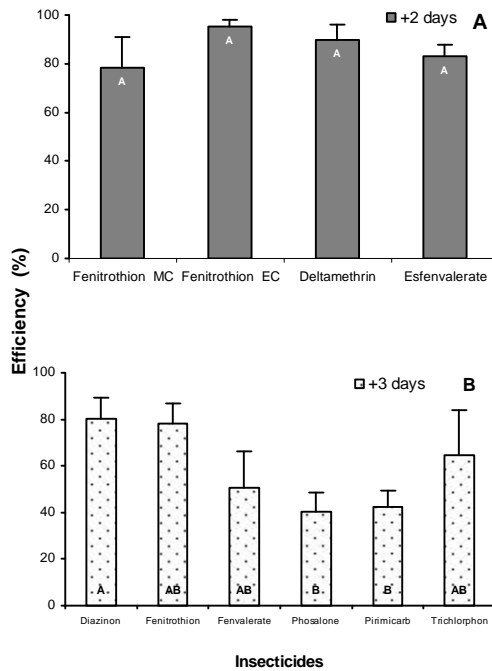 100
80
60
40
20
0
+2 days
A
A
A
A
A
Fenitrothion MC Fenitrothion EC Deltamethrin Esfenvalerate
Efficiency (%)
100
80
60
40
20
0
+3 days
B
A
AB
AB
B
B
AB
Diazinon Fenitrothion Fenvalerate Phosalone Pirimicarb Trichlorphon
Insecticides